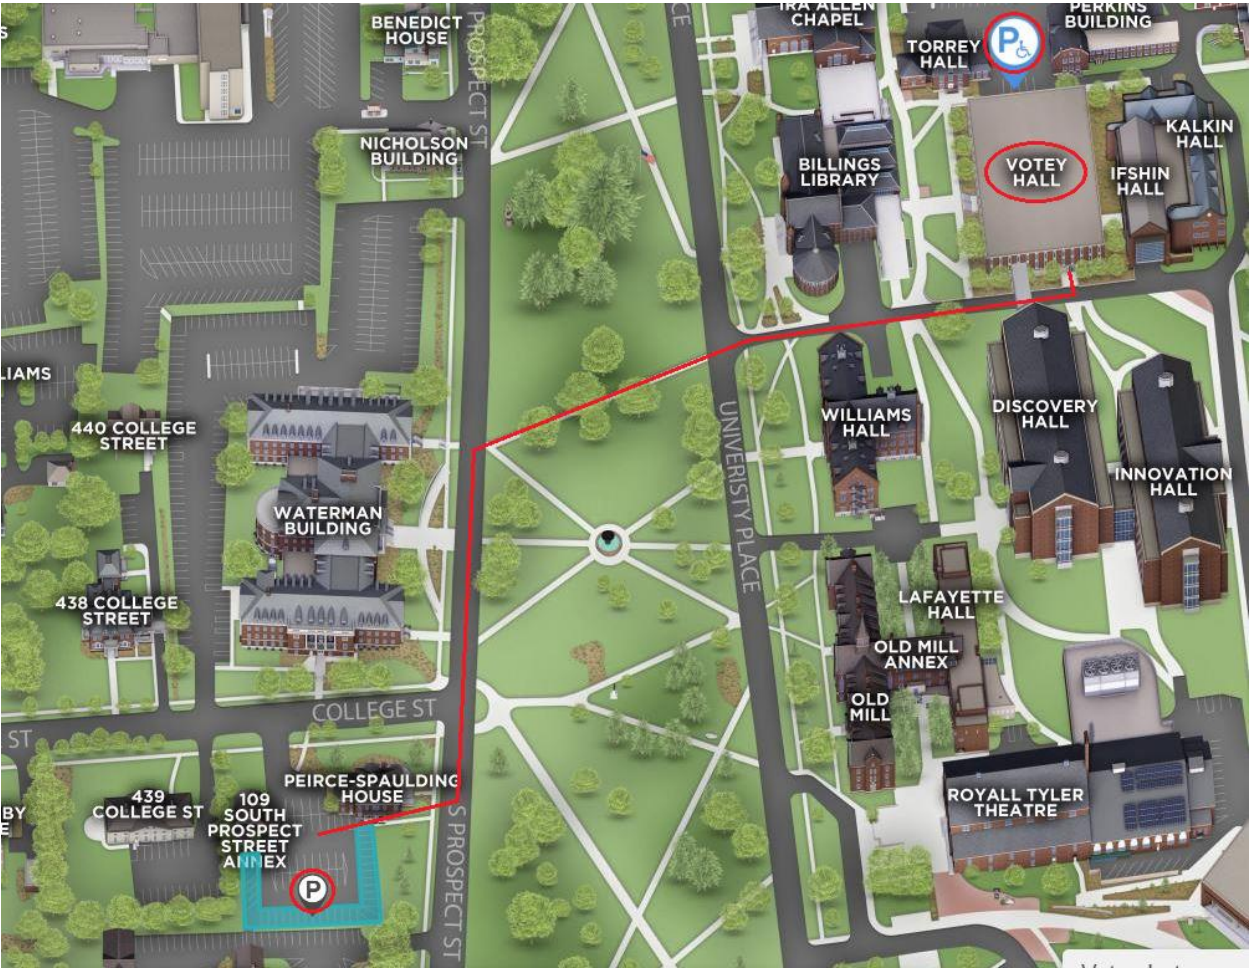 BENEDICT
HOUSE
PROSPECT ST
IRA ALLEN
CHAPEL
TORREY
HALL
P
PERKINS
BUILDING
NICHOLSON
BUILDING
BILLINGS
LIBRARY
VOTEY
HALL
IFSHIN
HALL
KALKIN
HALL
LIAMS
440 COLLEGE
STREET
WATERMAN
BUILDING
UNIVERISTY PLACE
WILLIAMS
HALL
DISCOVERY
HALL
INNOVATION
HALL
438 COLLEGE
STREET
LAFAYETTE
HALL
OLD MILL
ANNEX
OLD
MILL
COLLEGE ST
ST
PEIRCE-SPAULDING
HOUSE
439
COLLEGE ST
109
SOUTH
PROSPECT
STREET
ANNEX
P
BY
S PROSPECT ST
ROYALL TYLER
THEATRE